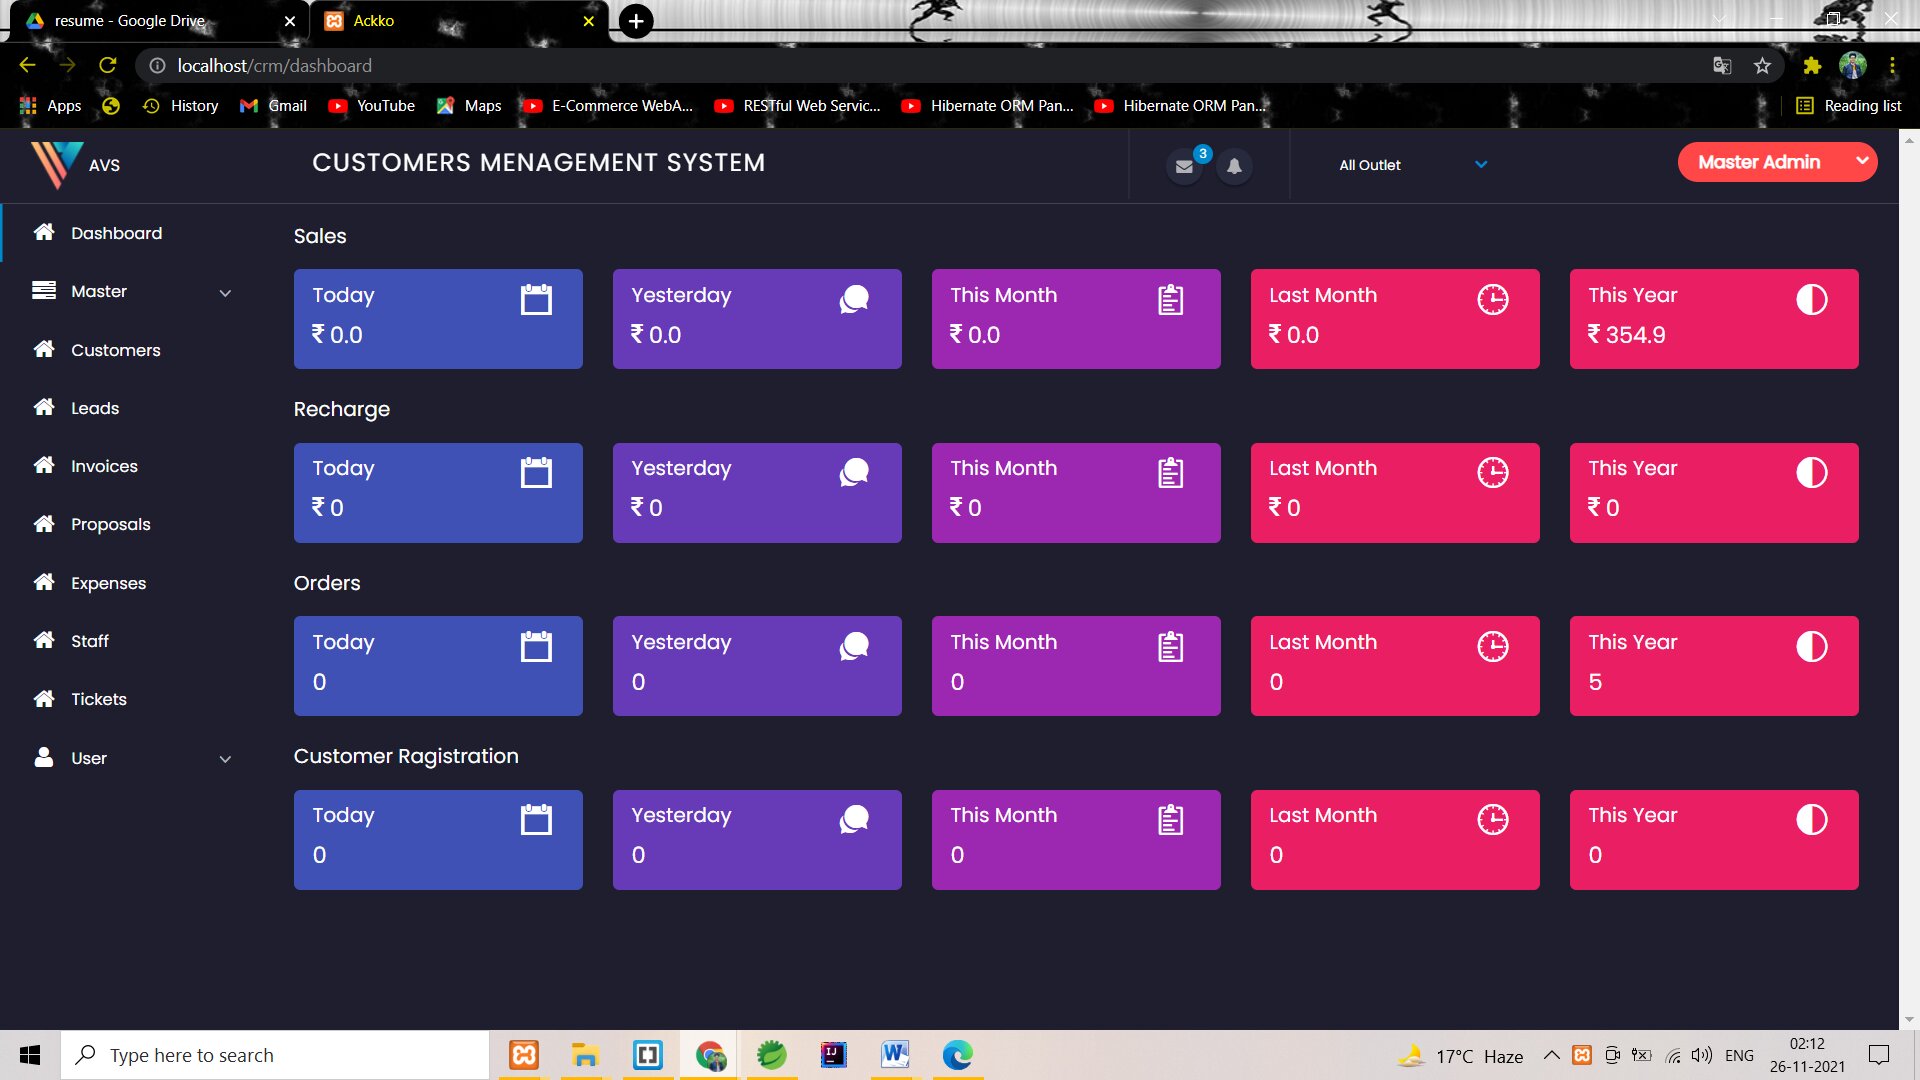 resume - Google Drive
Ackko
localhost/crm/dashboard
Apps
History
Gmail
YouTube
Maps
E-Commerce WebA...
RESTful Web Servic...
Hibernate ORM Pan...
Hibernate ORM Pan...
Reading list
AVS
CUSTOMERS MENAGEMENT SYSTEM
3
All Outlet
Master Admin
Dashboard
Master
Customers
Leads
Invoices
Proposals
Expenses
Staff
Tickets
User
Sales
Today
₹ 0.0
Yesterday
₹ 0.0
This Month
₹ 0.0
Last Month
₹ 0.0
This Year
₹ 354.9
Recharge
Today
₹ 0
Yesterday
₹ 0
This Month
₹ 0
Last Month
₹ 0
This Year
₹ 0
Orders
Today
0
Yesterday
0
This Month
0
Last Month
0
This Year
5
Customer Ragistration
Today
0
Yesterday
0
This Month
0
Last Month
0
This Year
0
Type here to search
17°C Haze
ENG
02:12
26-11-2021